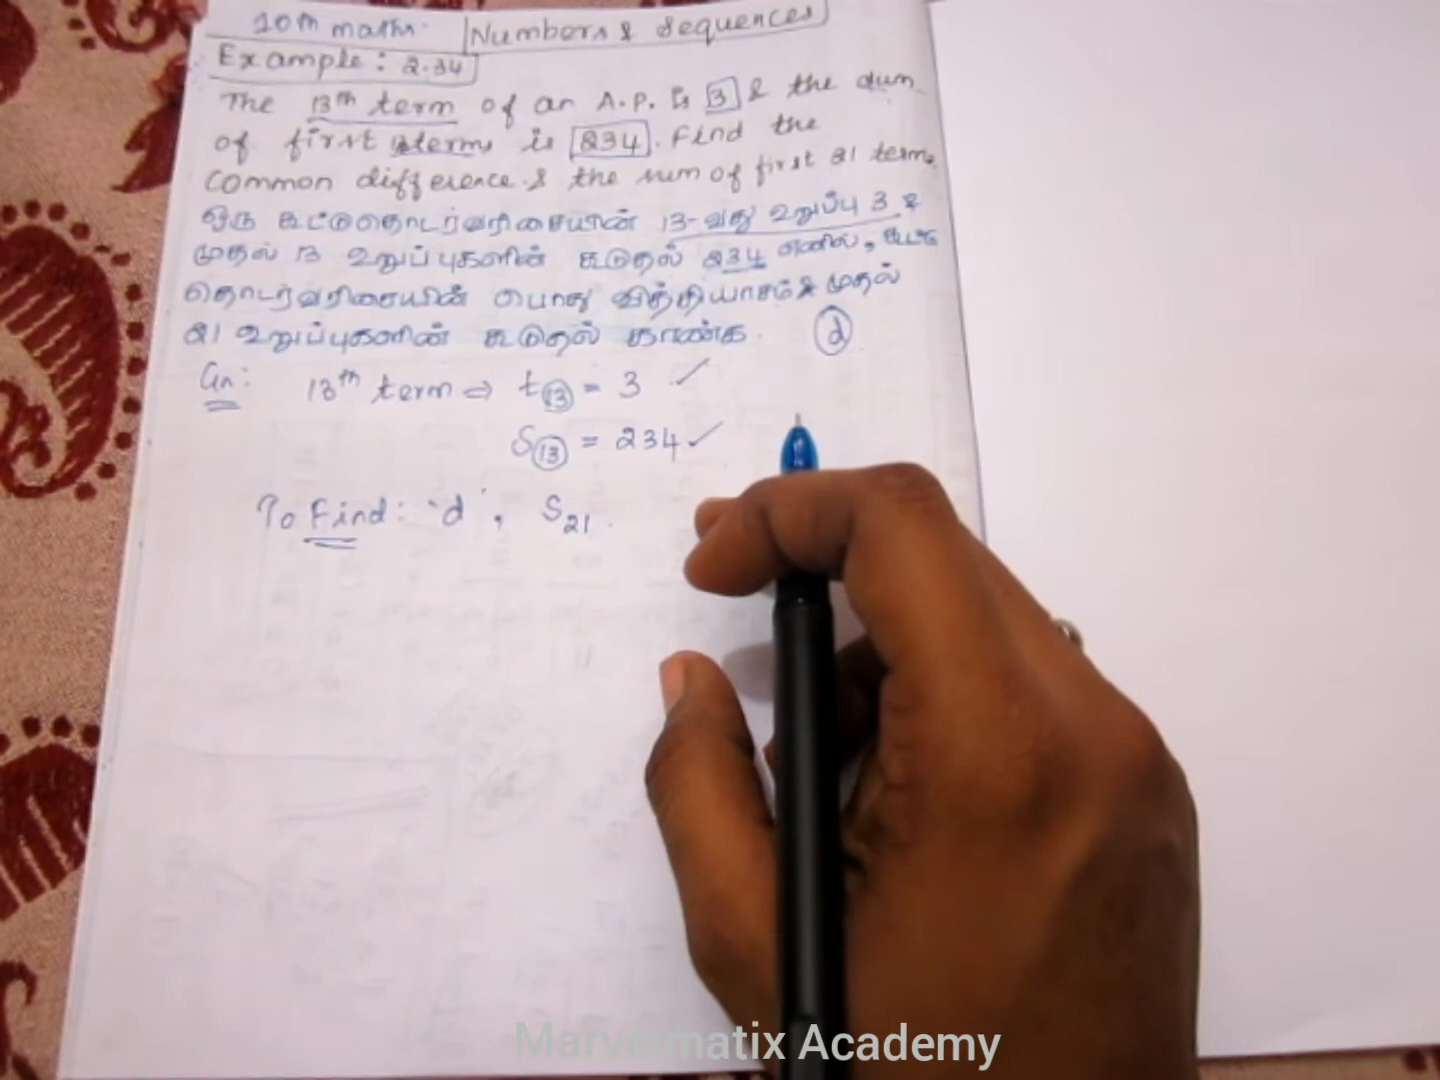 10th maths. Numbers & Sequences
Example: 2.34
The 13th term of an A.P. is 3 & the sum
of first 13 terms is 234. Find the
common difference & the sum of first 21 terms
ஒரு கூட்டுதொடர்வரிசையின் 13-வது உறுப்பு 3 &
முதல் 13 உறுப்புகளின் கூடுதல் 234 எனில்,
தொடர்வரிசையின் பொது வித்தியாசம் & முதல்
21 உறுப்புகளின் கூடுதல் காண்க. d
Gn: 13th term ⇒ t13 = 3 ✓
S13 = 234 ✓
To Find: 'd', S21.
Marvelmatix Academy